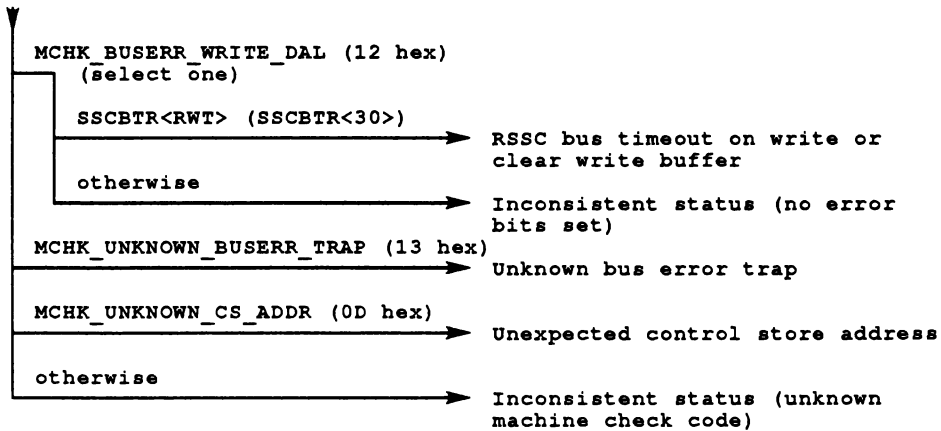 MCHK_BUSERR_WRITE_DAL (12 hex)
(select one)
SSCBTR<RWT> (SSCBTR<30>)
RSSC bus timeout on write or
clear write buffer
otherwise
Inconsistent status (no error
bits set)
MCHK_UNKNOWN_BUSERR_TRAP (13 hex)
Unknown bus error trap
MCHK_UNKNOWN_CS_ADDR (0D hex)
Unexpected control store address
otherwise
Inconsistent status (unknown
machine check code)